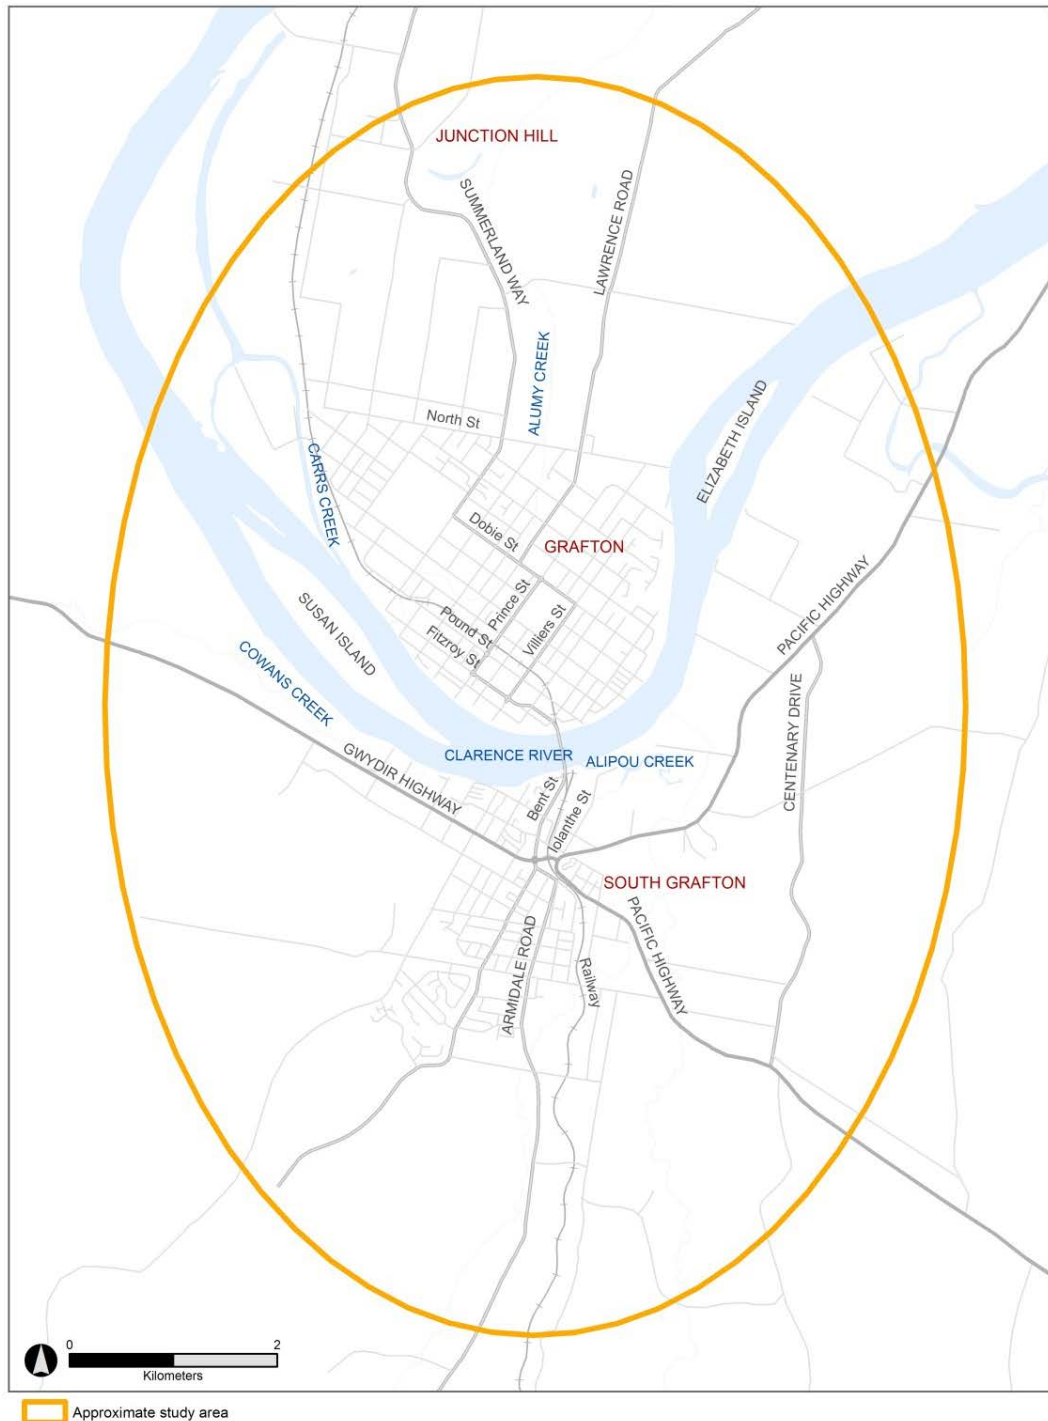 JUNCTION HILL
SUMMERLAND WAY
LAWRENCE ROAD
ALUMY CREEK
ELIZABETH ISLAND
North St
CARRS CREEK
Dobie St
GRAFTON
PACIFIC HIGHWAY
Prince St
Villiers St
Pound St
Fitzroy St
SUSAN ISLAND
COWANS CREEK
CENTENARY DRIVE
GWYDIR HIGHWAY
CLARENCE RIVER
ALIPOU CREEK
Bent St
Iolanthe St
SOUTH GRAFTON
PACIFIC HIGHWAY
ARMIDALE ROAD
Railway
0 2
Kilometers
Approximate study area